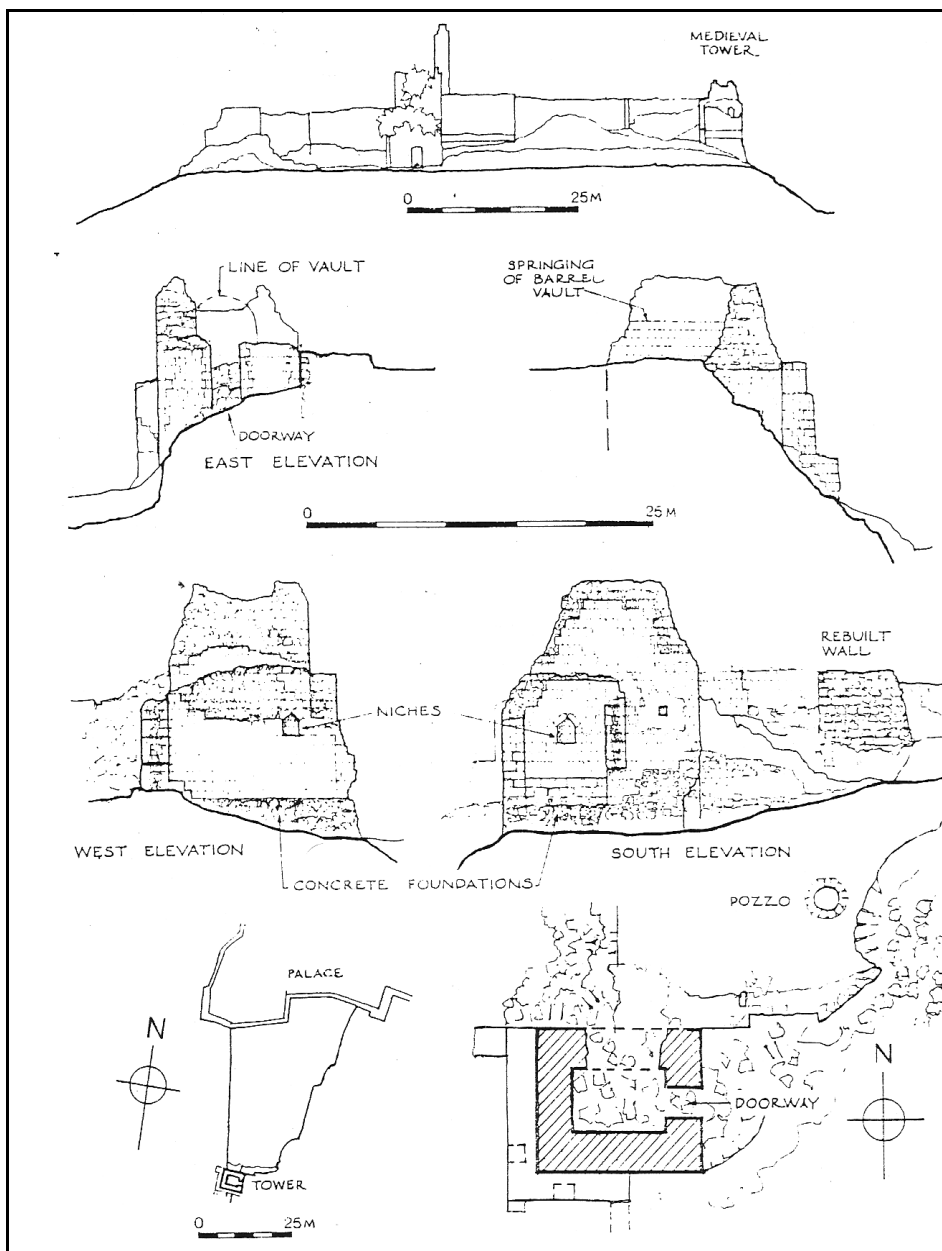 MEDIEVAL
TOWER
0 25M
LINE OF VAULT
SPRINGING
OF BARREL
VAULT
DOORWAY
EAST ELEVATION
0 25M
REBUILT
WALL
NICHES
WEST ELEVATION
SOUTH ELEVATION
CONCRETE FOUNDATIONS
POZZO
PALACE
N
N
DOORWAY
TOWER
0 25M